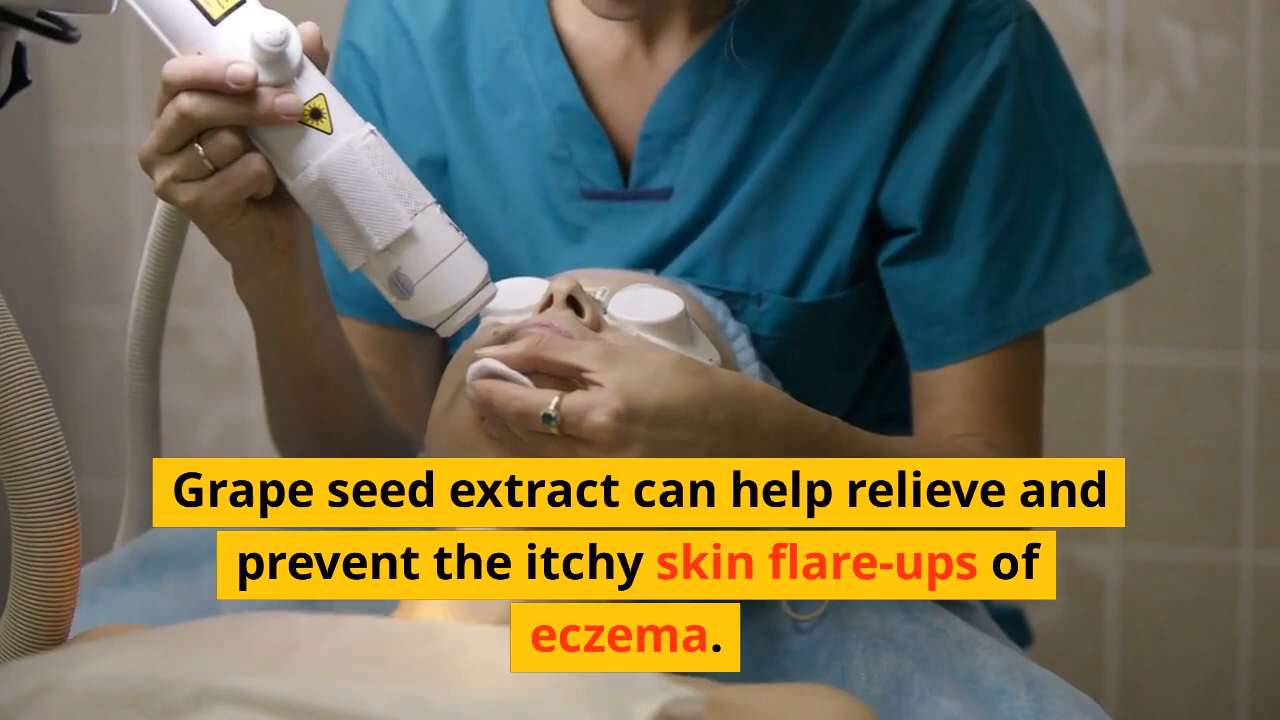 Grape seed extract can help relieve and
prevent the itchy skin flare-ups of
eczema.